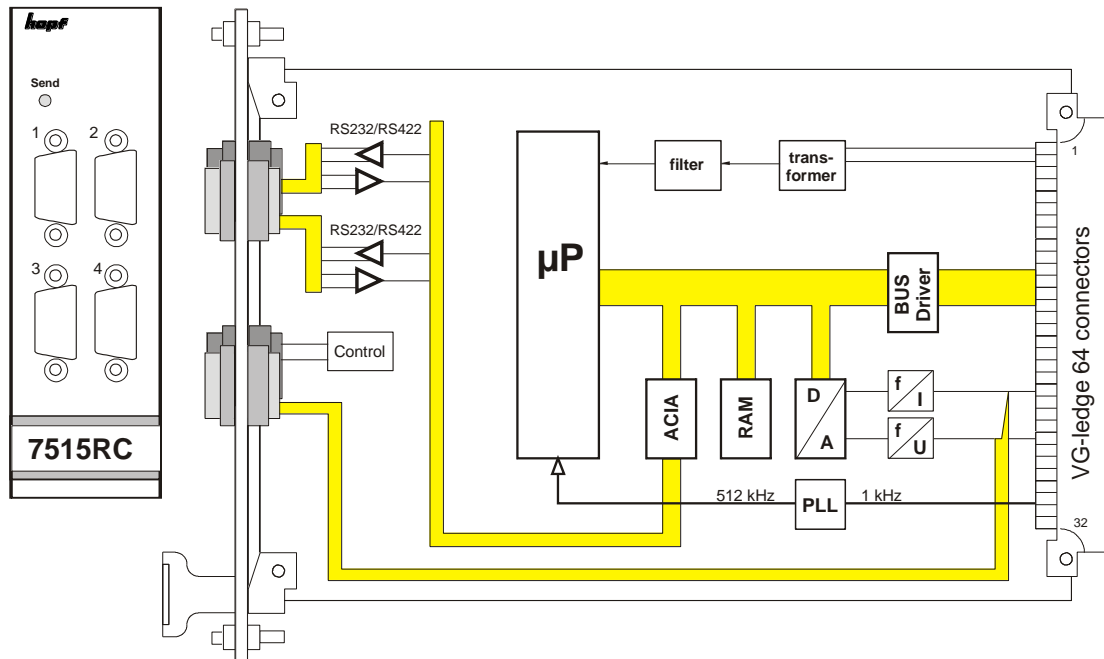 hopf
Send
1
2
3
4
7515RC
RS232/RS422
RS232/RS422
Control
µP
filter
trans-
former
BUS
Driver
ACIA
RAM
D
A
f
I
f
U
512 kHz
PLL
1 kHz
1
VG-ledge 64 connectors
32